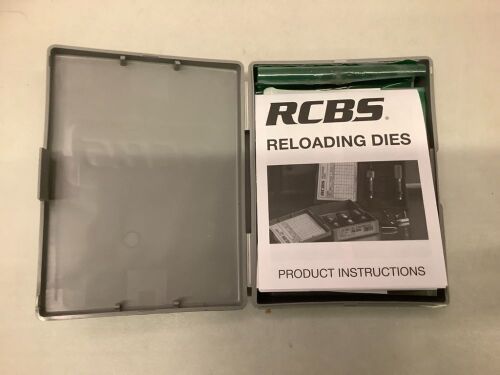 RCBS®
RELOADING DIES
PRODUCT INSTRUCTIONS